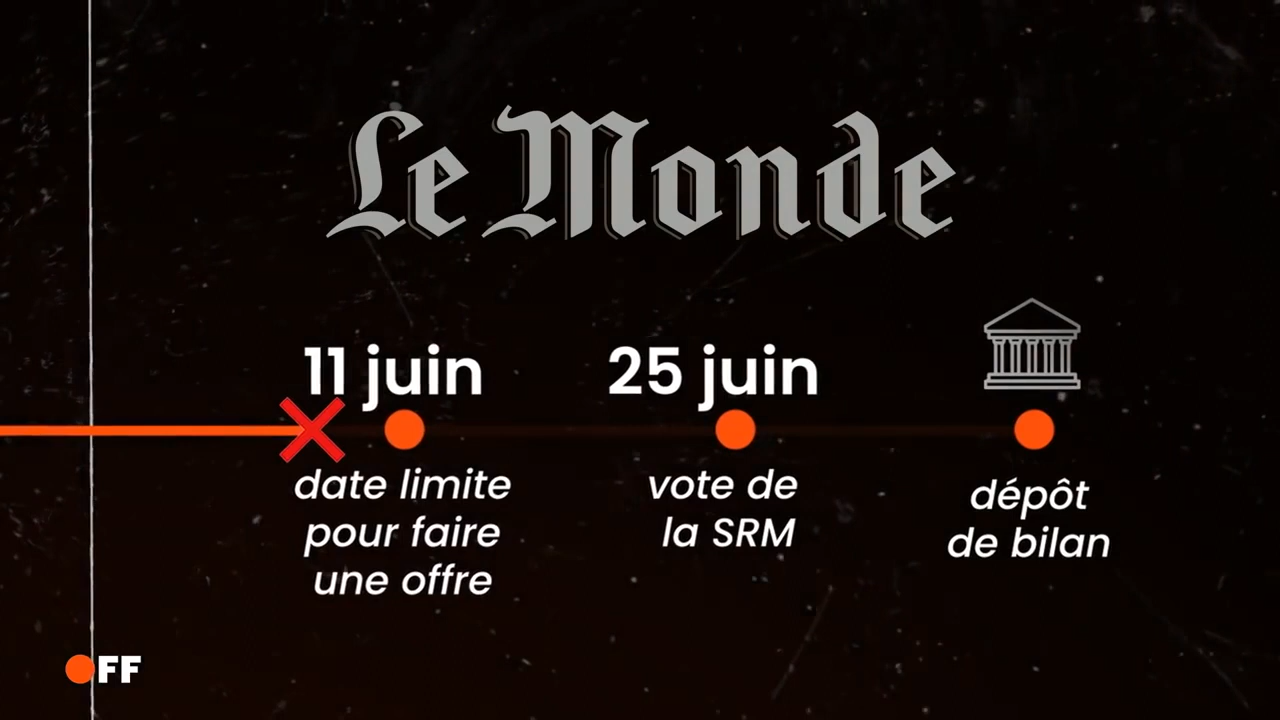 Le Monde
11 juin
date limite
pour faire
une offre
25 juin
vote de
la SRM
dépôt
de bilan
OFF